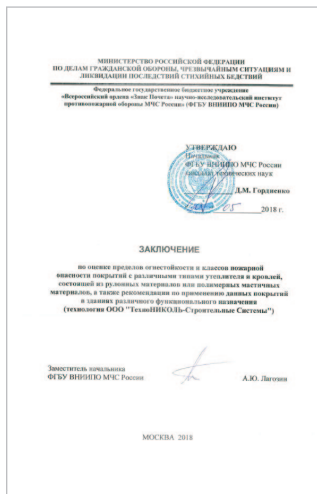 МИНИСТЕРСТВО РОССИЙСКОЙ ФЕДЕРАЦИИ
ПО ДЕЛАМ ГРАЖДАНСКОЙ ОБОРОНЫ, ЧРЕЗВЫЧАЙНЫМ СИТУАЦИЯМ И
ЛИКВИДАЦИИ ПОСЛЕДСТВИЙ СТИХИЙНЫХ БЕДСТВИЙ
Федеральное государственное бюджетное учреждение
«Всероссийский ордена «Знак Почета» научно-исследовательский институт
противопожарной обороны МЧС России» (ФГБУ ВНИИПО МЧС России)
УТВЕРЖДАЮ
Начальник
ФГБУ ВНИИПО МЧС России
технических наук
Д.М. Гордиенко
05 2018 г.
ЗАКЛЮЧЕНИЕ
по оценке пределов огнестойкости и классов пожарной
опасности покрытий с различными типами утеплителя и кровлей,
состоящей из рулонных материалов или полимерных мастичных
материалов, а также рекомендации по применению данных покрытий
в зданиях различного функционального назначения
(технология ООО "ТехноНИКОЛЬ-Строительные Системы")
Заместитель начальника
ФГБУ ВНИИПО МЧС России
А.Ю. Лагозин
МОСКВА 2018